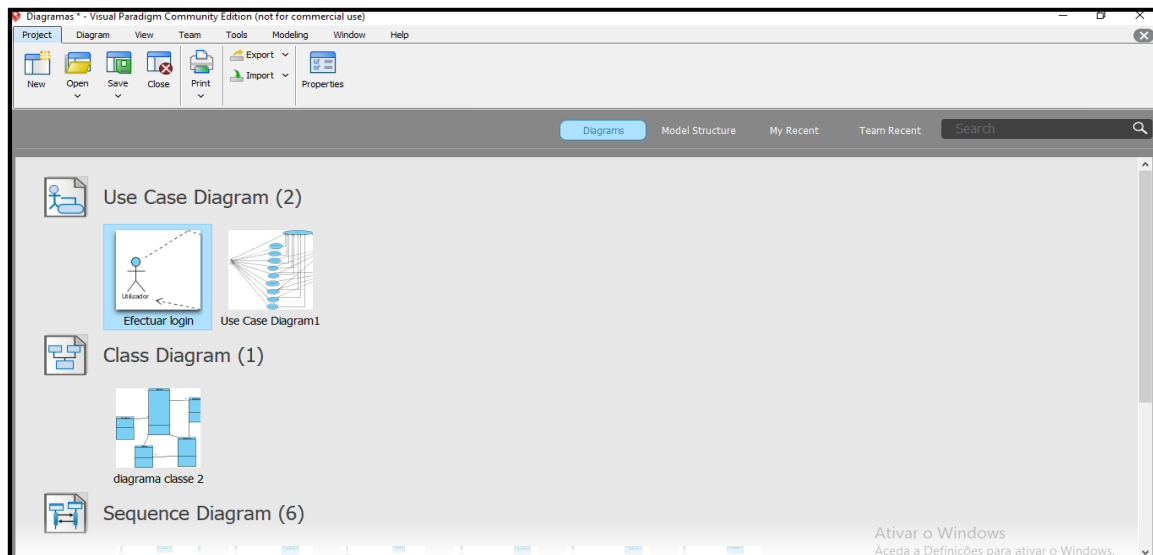 Diagramas * - Visual Paradigm Community Edition (not for commercial use)
Project Diagram View Team Tools Modeling Window Help
New Open Save Close Print Export Import Properties
Diagrams Model Structure My Recent Team Recent Search
Use Case Diagram (2)
Utilizador
Efectuar login Use Case Diagram1
Class Diagram (1)
diagrama classe 2
Sequence Diagram (6)
Ativar o Windows
Aceda a Definições para ativar o Windows.